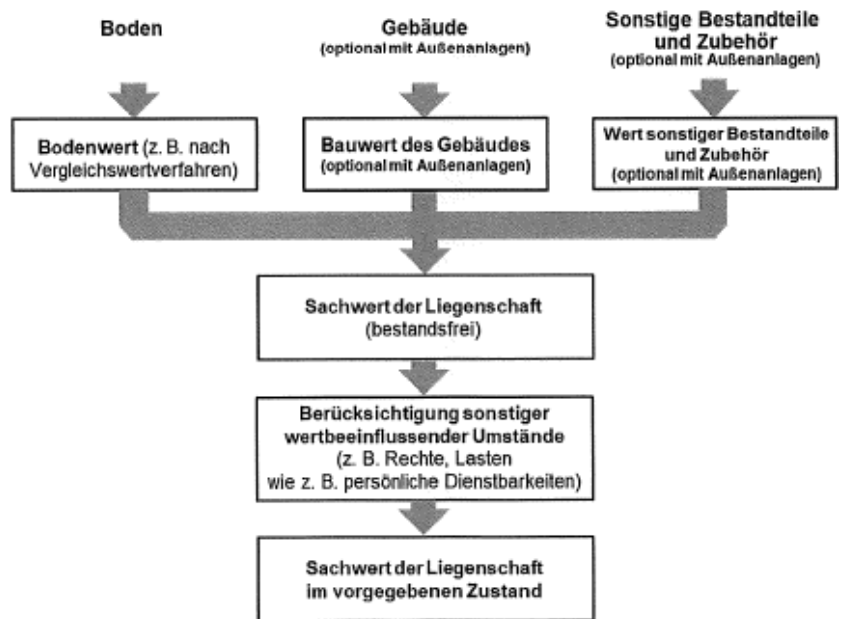 Boden
Gebäude
(optional mit Außenanlagen)
Sonstige Bestandteile
und Zubehör
(optional mit Außenanlagen)
Bodenwert (z. B. nach
Vergleichswertverfahren)
Bauwert des Gebäudes
(optional mit Außenanlagen)
Wert sonstiger Bestandteile
und Zubehör
(optional mit Außenanlagen)
Sachwert der Liegenschaft
(bestandsfrei)
Berücksichtigung sonstiger
wertbeeinflussender Umstände
(z. B. Rechte, Lasten
wie z. B. persönliche Dienstbarkeiten)
Sachwert der Liegenschaft
im vorgegebenen Zustand